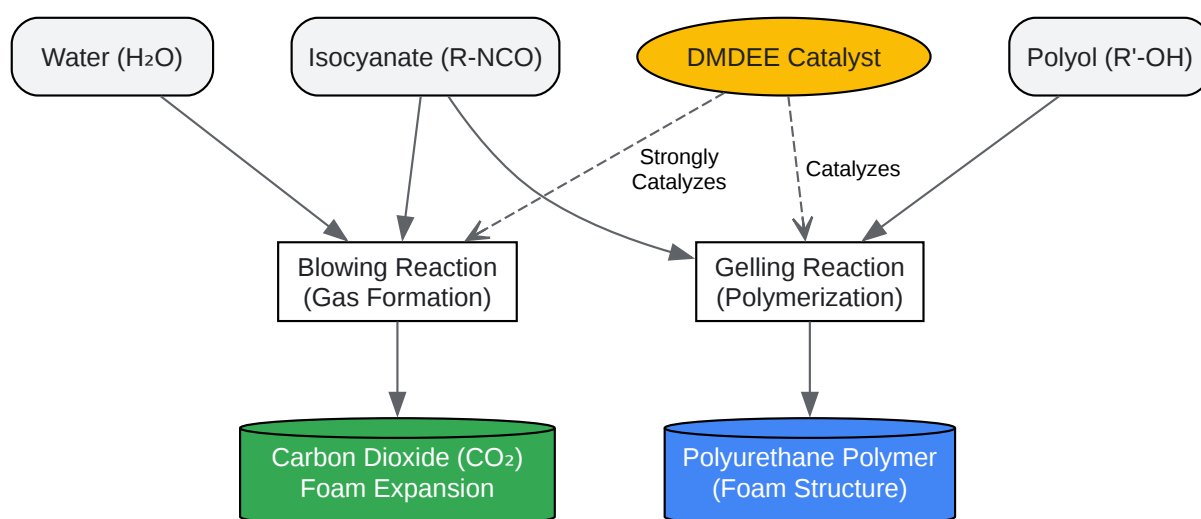 Water (H₂O)
Isocyanate (R-NCO)
DMDEE Catalyst
Polyol (R'-OH)
Strongly
Catalyzes
Catalyzes
Blowing Reaction
(Gas Formation)
Gelling Reaction
(Polymerization)
Carbon Dioxide (CO₂)
Foam Expansion
Polyurethane Polymer
(Foam Structure)